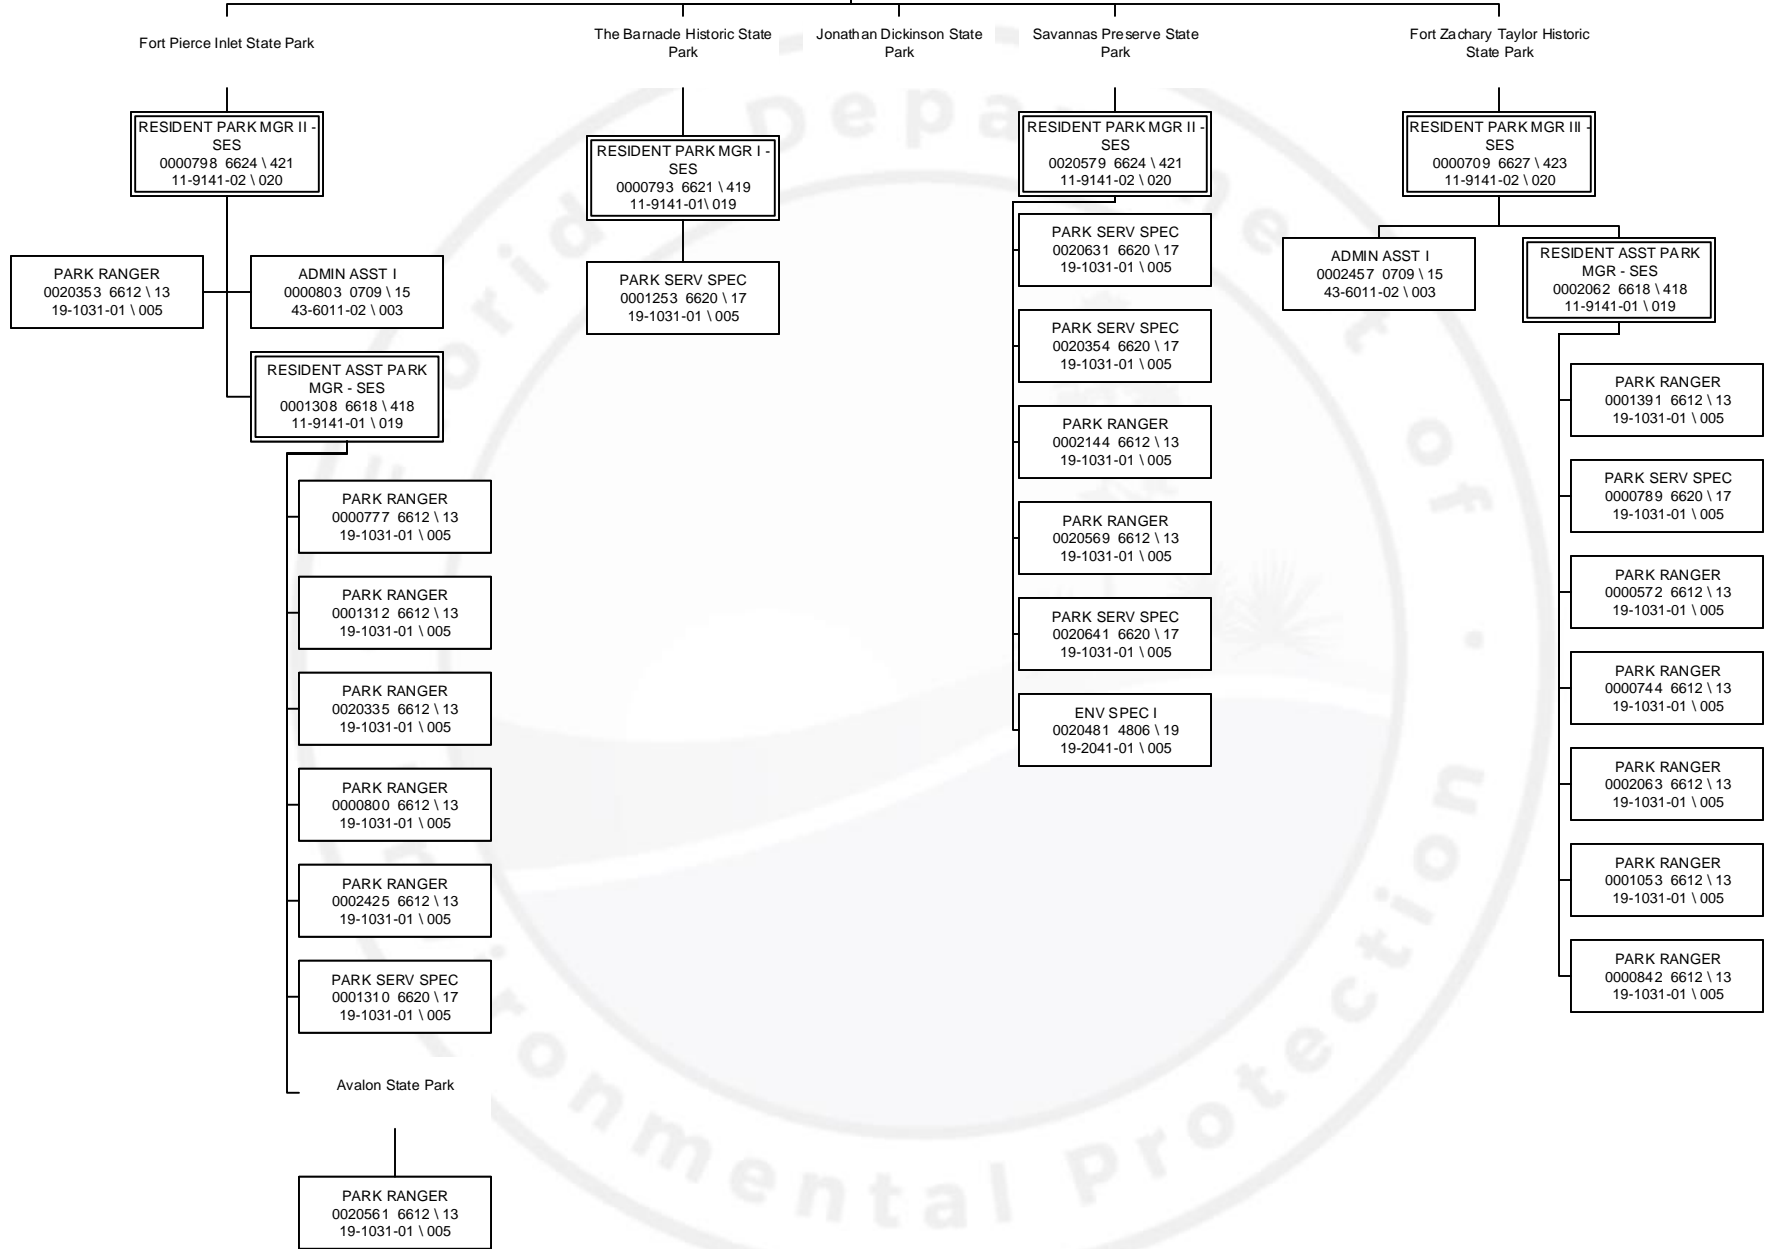 Fort Pierce Inlet State Park
The Barnacle Historic State
Park
Jonathan Dickinson State
Park
Savannas Preserve State
Park
Fort Zachary Taylor Historic
State Park
RESIDENT PARK MGR II -
SES
0000798 6624 \ 421
11-9141-02 \ 020
PARK RANGER
0020353 6612 \ 13
19-1031-01 \ 005
ADMIN ASST I
0000803 0709 \ 15
43-6011-02 \ 003
RESIDENT ASST PARK
MGR - SES
0001308 6618 \ 418
11-9141-01 \ 019
PARK RANGER
0000777 6612 \ 13
19-1031-01 \ 005
PARK RANGER
0001312 6612 \ 13
19-1031-01 \ 005
PARK RANGER
0020335 6612 \ 13
19-1031-01 \ 005
PARK RANGER
0000800 6612 \ 13
19-1031-01 \ 005
PARK RANGER
0002425 6612 \ 13
19-1031-01 \ 005
PARK SERV SPEC
0001310 6620 \ 17
19-1031-01 \ 005
Avalon State Park
PARK RANGER
0020561 6612 \ 13
19-1031-01 \ 005
RESIDENT PARK MGR I -
SES
0000793 6621 \ 419
11-9141-01\ 019
PARK SERV SPEC
0001253 6620 \ 17
19-1031-01 \ 005
RESIDENT PARK MGR II -
SES
0020579 6624 \ 421
11-9141-02 \ 020
PARK SERV SPEC
0020631 6620 \ 17
19-1031-01 \ 005
PARK SERV SPEC
0020354 6620 \ 17
19-1031-01 \ 005
PARK RANGER
0002144 6612 \ 13
19-1031-01 \ 005
PARK RANGER
0020569 6612 \ 13
19-1031-01 \ 005
PARK SERV SPEC
0020641 6620 \ 17
19-1031-01 \ 005
ENV SPEC I
0020481 4806 \ 19
19-2041-01 \ 005
RESIDENT PARK MGR III -
SES
0000709 6627 \ 423
11-9141-02 \ 020
ADMIN ASST I
0002457 0709 \ 15
43-6011-02 \ 003
RESIDENT ASST PARK
MGR - SES
0002062 6618 \ 418
11-9141-01 \ 019
PARK RANGER
0001391 6612 \ 13
19-1031-01 \ 005
PARK SERV SPEC
0000789 6620 \ 17
19-1031-01 \ 005
PARK RANGER
0000572 6612 \ 13
19-1031-01 \ 005
PARK RANGER
0000744 6612 \ 13
19-1031-01 \ 005
PARK RANGER
0002063 6612 \ 13
19-1031-01 \ 005
PARK RANGER
0001053 6612 \ 13
19-1031-01 \ 005
PARK RANGER
0000842 6612 \ 13
19-1031-01 \ 005